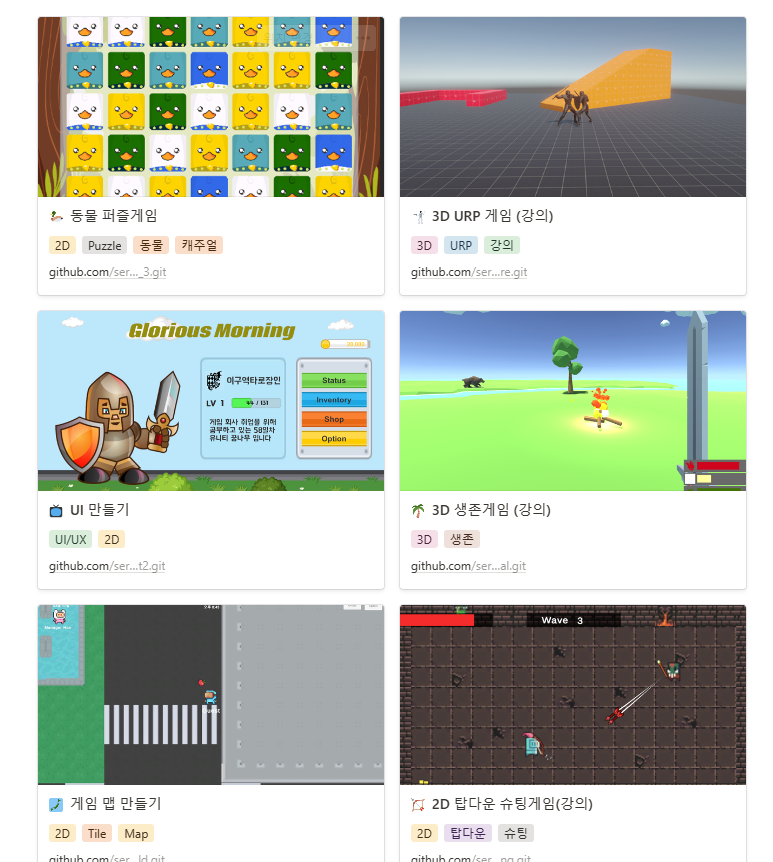 동물 퍼즐게임
2D Puzzle 동물 캐주얼
github.com/ser..._3.git
3D URP 게임 (강의)
3D URP 강의
github.com/ser...re.git
Glorious Morning
이구역타로장인
LV 1
게임 회사 취업을 위해
공부하고 있는 58일차
유니티 꿈나무 입니다
Status
Inventory
Shop
Option
UI 만들기
UI/UX 2D
github.com/ser...t2.git
3D 생존게임 (강의)
3D 생존
github.com/ser...al.git
게임 맵 만들기
2D Tile Map
github.com/ser...ld.git
Wave 3
2D 탑다운 슈팅게임(강의)
2D 탑다운 슈팅
github.com/ser...ng.git